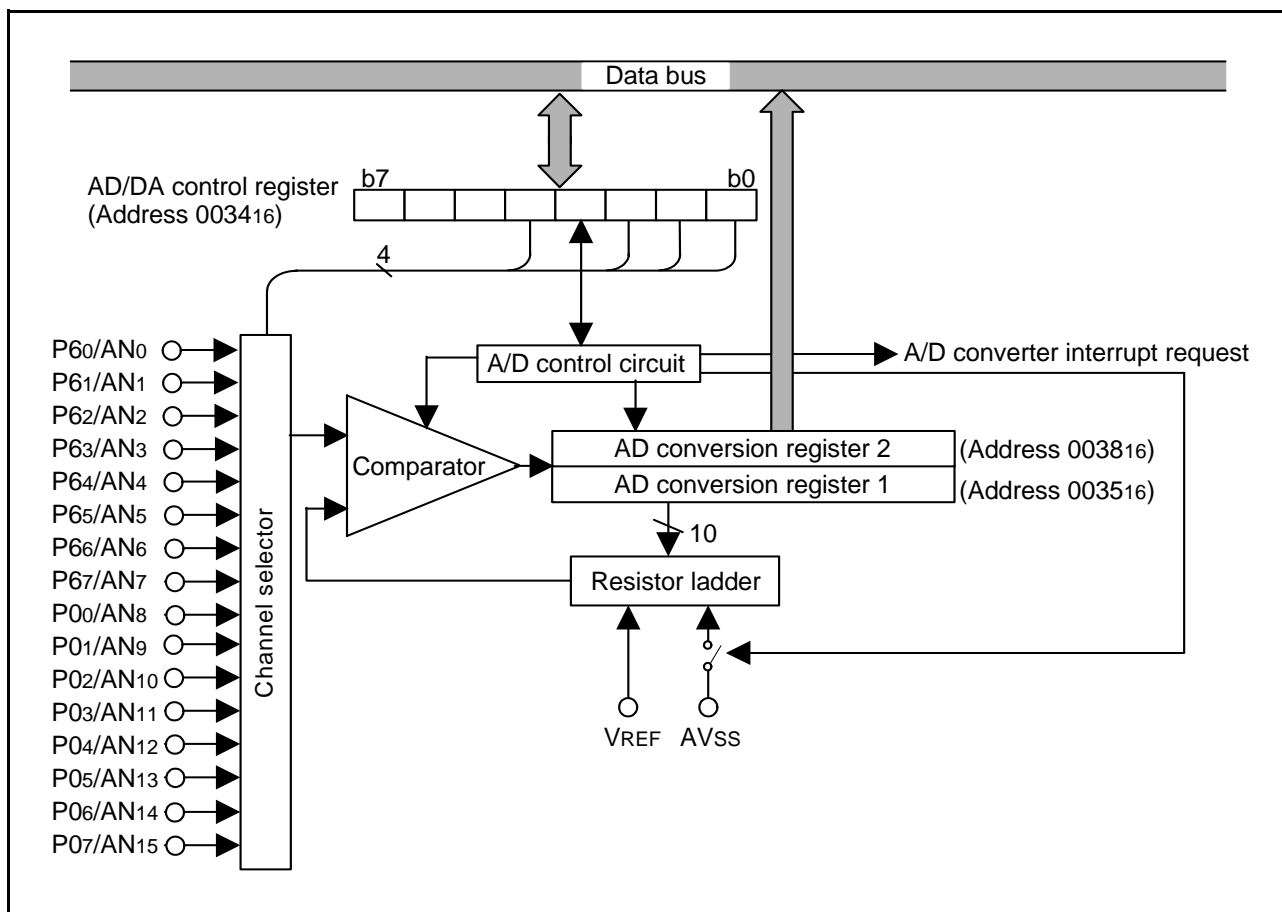 Data bus
AD/DA control register
(Address 003416)
b7
b0
4
P60/AN0
P61/AN1
P62/AN2
P63/AN3
P64/AN4
P65/AN5
P66/AN6
P67/AN7
P00/AN8
P01/AN9
P02/AN10
P03/AN11
P04/AN12
P05/AN13
P06/AN14
P07/AN15
Channel selector
A/D control circuit
A/D converter interrupt request
Comparator
AD conversion register 2
(Address 003816)
AD conversion register 1
(Address 003516)
10
Resistor ladder
VREF
AVSS